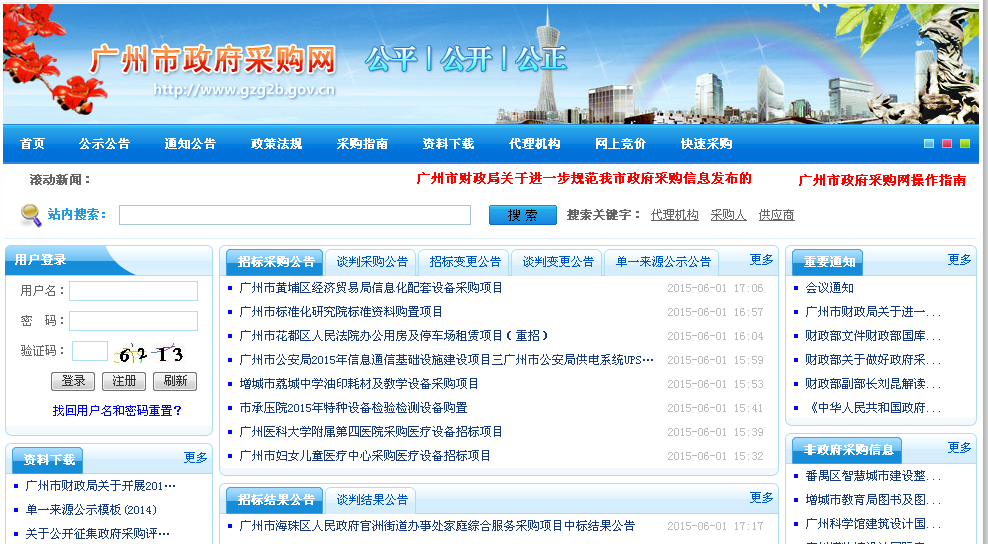 广州市政府采购网 公平|公开|公正
http://www.gzg2b.gov.cn
首页 公示公告 通知公告 政策法规 采购指南 资料下载 代理机构 网上竞价 快速采购
滚动新闻： 广州市财政局关于进一步规范我市政府采购信息发布的 广州市政府采购网操作指南
站内搜索： 搜 索 搜索关键字： 代理机构 采购人 供应商
用户登录
用户名：
密 码：
验证码： 6213
登录 注册 刷新
找回用户名和密码重置？
资料下载 更多
广州市财政局关于开展201…
单一来源公示模板(2014)
关于公开征集政府采购评…
招标采购公告 谈判采购公告 招标变更公告 谈判变更公告 单一来源公示公告 更多
广州市黄埔区经济贸易局信息化配套设备采购项目 2015-06-01 17:06
广州市标准化研究院标准资料购置项目 2015-06-01 16:57
广州市花都区人民法院办公用房及停车场租赁项目（重招） 2015-06-01 16:04
广州市公安局2015年信息通信基础设施建设项目三广州市公安局供电系统UPS… 2015-06-01 15:59
增城市荔城中学油印耗材及教学设备采购项目 2015-06-01 15:53
市承压院2015年特种设备检验检测设备购置 2015-06-01 15:41
广州医科大学附属第四医院采购医疗设备招标项目 2015-06-01 15:39
广州市妇女儿童医疗中心采购医疗设备招标项目 2015-06-01 15:32
招标结果公告 谈判结果公告 更多
广州市海珠区人民政府官洲街道办事处家庭综合服务采购项目中标结果公告 2015-06-01 17:17
重要通知 更多
会议通知
广州市财政局关于进一...
财政部文件财政部国库...
财政部关于做好政府采...
财政部副部长刘昆解读...
《中华人民共和国政府...
非政府采购信息 更多
番禺区智慧城市建设整...
增城市教育局图书及图...
广州科学馆建筑设计国...